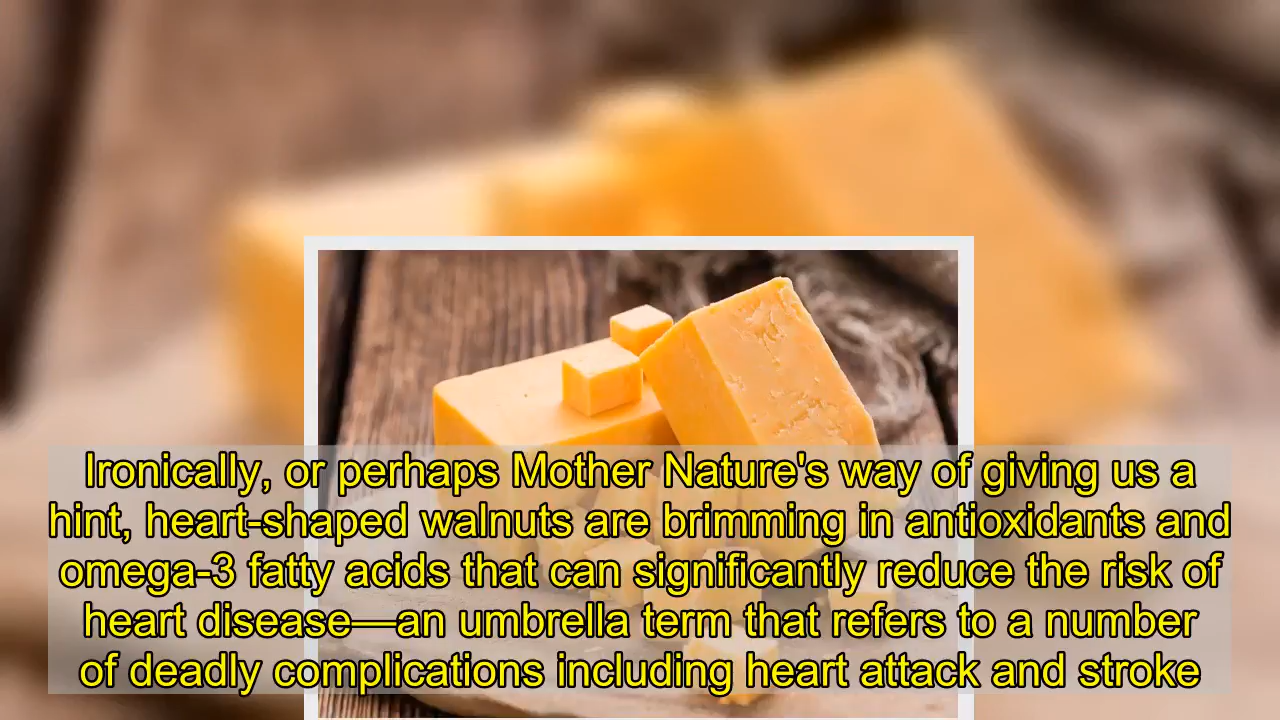 Ironically, or perhaps Mother Nature's way of giving us a
hint, heart-shaped walnuts are brimming in antioxidants and
omega-3 fatty acids that can significantly reduce the risk of
heart disease—an umbrella term that refers to a number
of deadly complications including heart attack and stroke